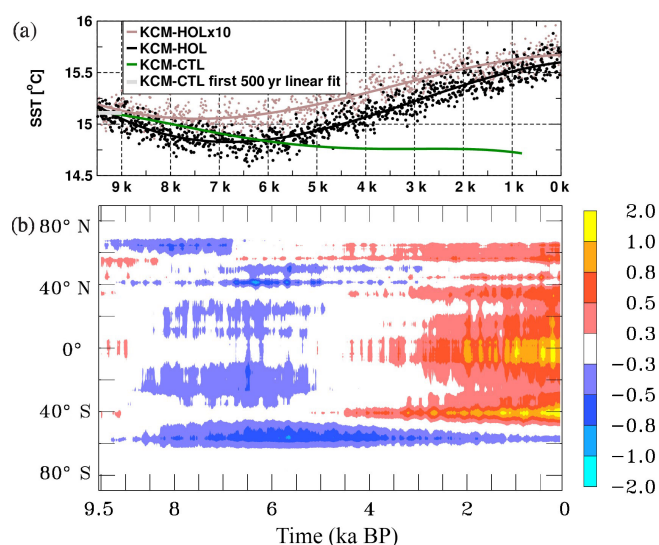 (a)
16
15.5
15
14.5
SST [°C]
KCM-HOLx10
KCM-HOL
KCM-CTL
KCM-CTL first 500 yr linear fit
9 k 8 k 7 k 6 k 5 k 4 k 3 k 2 k 1 k 0 k
(b)
80° N
40° N
0°
40° S
80° S
9.5 8 6 4 2 0
Time (ka BP)
2.0
1.0
0.8
0.5
0.3
−0.3
−0.5
−0.8
−1.0
−2.0